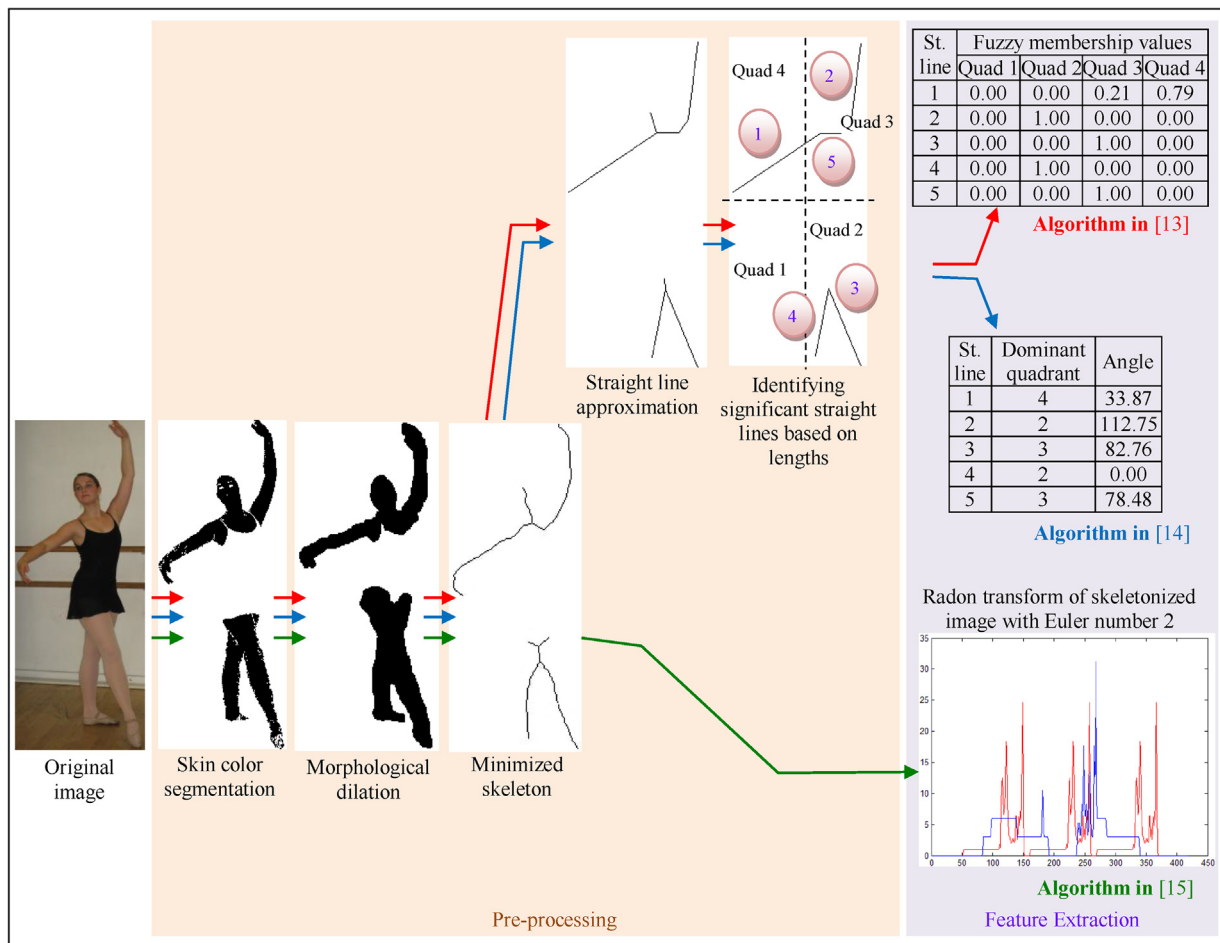 Quad 4
2
Quad 3
1
5
Quad 2
Quad 1
3
4
Straight line
approximation
Identifying
significant straight
lines based on
lengths
St. line Fuzzy membership values
Quad 1 Quad 2 Quad 3 Quad 4
1 0.00 0.00 0.21 0.79
2 0.00 1.00 0.00 0.00
3 0.00 0.00 1.00 0.00
4 0.00 1.00 0.00 0.00
5 0.00 0.00 1.00 0.00
Algorithm in [13]
St. line Dominant quadrant Angle
1 4 33.87
2 2 112.75
3 3 82.76
4 2 0.00
5 3 78.48
Algorithm in [14]
Original
image
Skin color
segmentation
Morphological
dilation
Minimized
skeleton
Radon transform of skeletonized
image with Euler number 2
35
30
25
20
15
10
5
0
0 50 100 150 200 250 300 350 400 450
Algorithm in [15]
Pre-processing
Feature Extraction